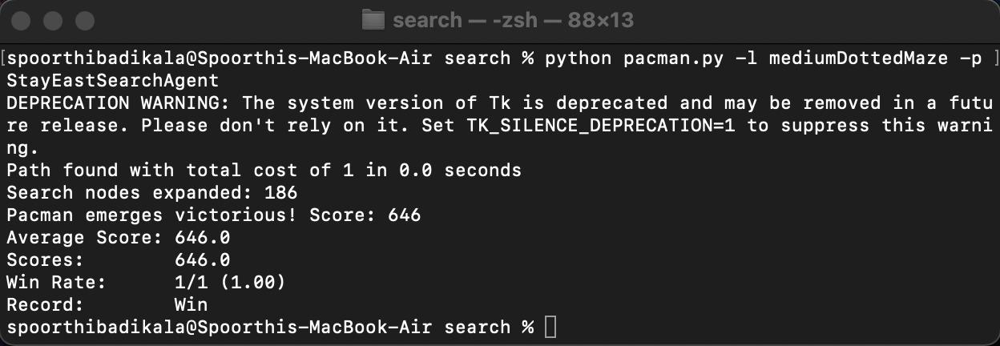 search — -zsh — 88×13
[spoorthibadikala@Spoorthis-MacBook-Air search % python pacman.py -l mediumDottedMaze -p ]
StayEastSearchAgent
DEPRECATION WARNING: The system version of Tk is deprecated and may be removed in a futu
re release. Please don't rely on it. Set TK_SILENCE_DEPRECATION=1 to suppress this warni
ng.
Path found with total cost of 1 in 0.0 seconds
Search nodes expanded: 186
Pacman emerges victorious! Score: 646
Average Score: 646.0
Scores:        646.0
Win Rate:      1/1 (1.00)
Record:        Win
spoorthibadikala@Spoorthis-MacBook-Air search %